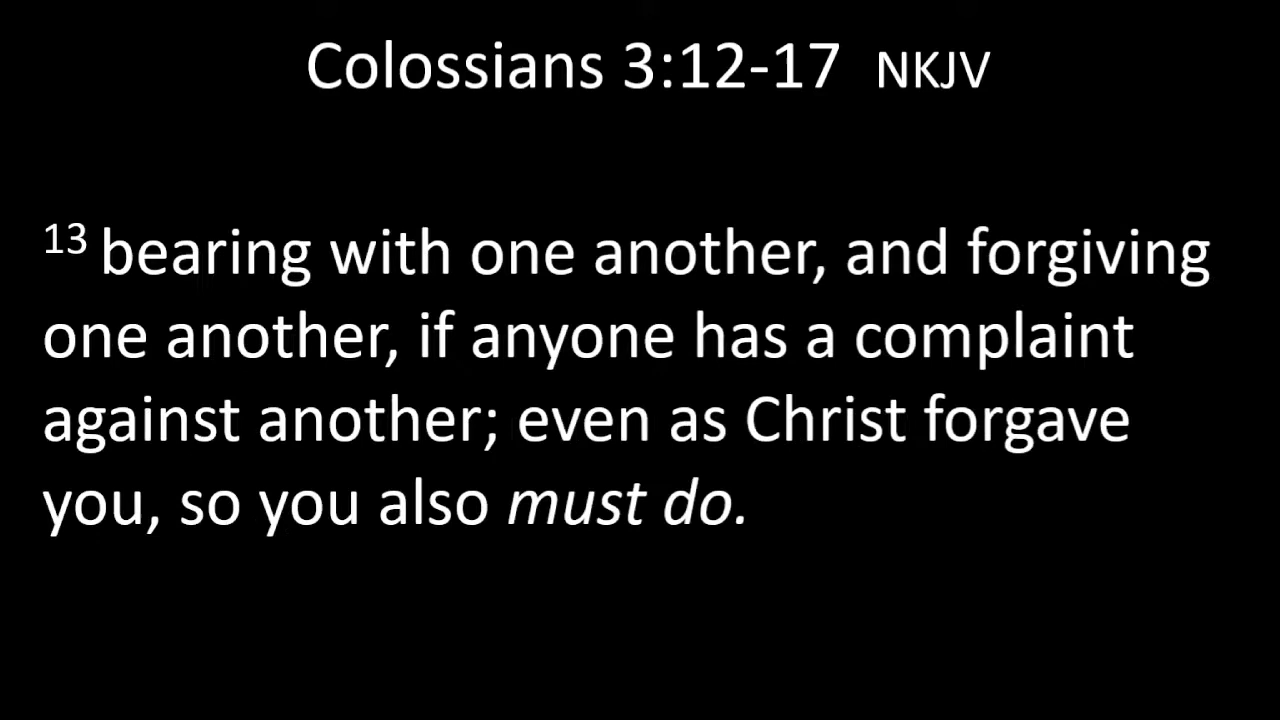 Colossians 3:12-17 NKJV
13 bearing with one another, and forgiving
one another, if anyone has a complaint
against another; even as Christ forgave
you, so you also must do.